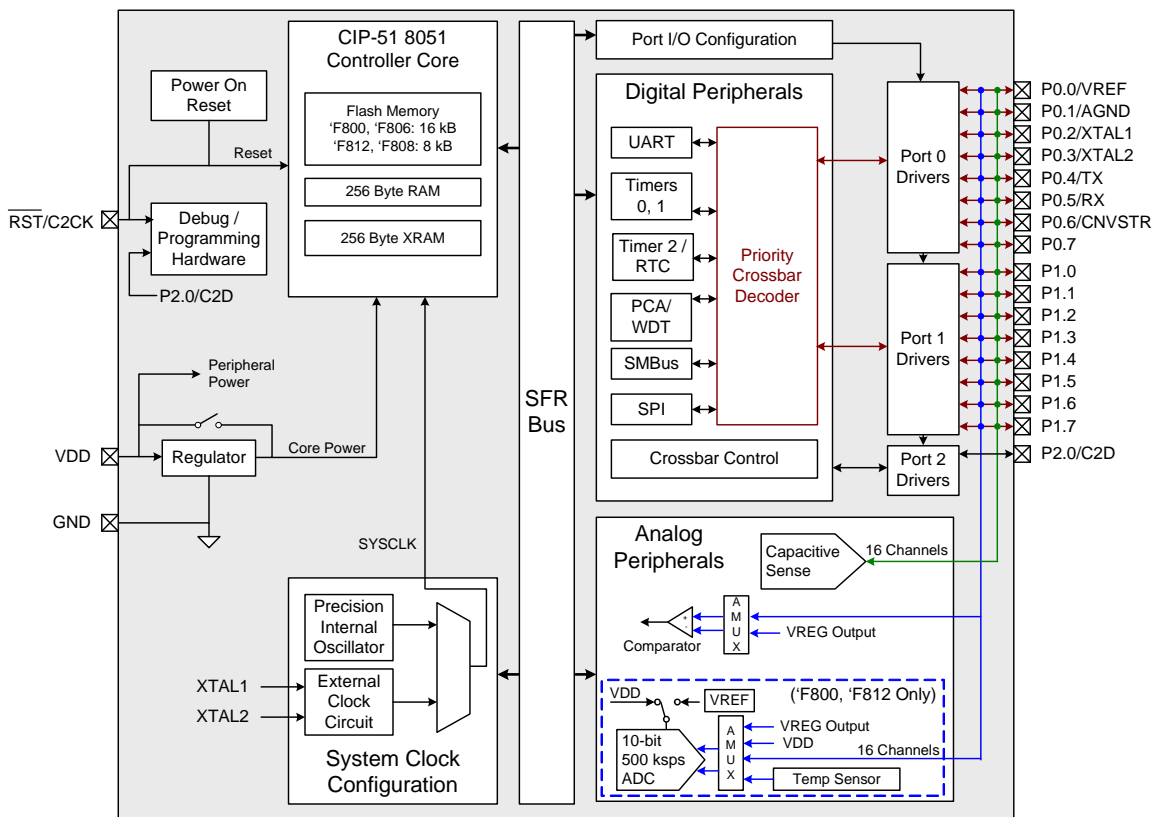 CIP-51 8051
Controller Core
Flash Memory
‘F800, ‘F806: 16 kB
‘F812, ‘F808: 8 kB
256 Byte RAM
256 Byte XRAM
Power On
Reset
Reset
RST/C2CK
Debug /
Programming
Hardware
P2.0/C2D
Peripheral
Power
VDD
Regulator
Core Power
GND
SYSCLK
Precision
Internal
Oscillator
XTAL1
XTAL2
External
Clock
Circuit
System Clock
Configuration
SFR
Bus
Port I/O Configuration
Digital Peripherals
UART
Timers
0, 1
Timer 2 /
RTC
PCA/
WDT
SMBus
SPI
Priority
Crossbar
Decoder
Crossbar Control
Port 0
Drivers
Port 1
Drivers
Port 2
Drivers
P0.0/VREF
P0.1/AGND
P0.2/XTAL1
P0.3/XTAL2
P0.4/TX
P0.5/RX
P0.6/CNVSTR
P0.7
P1.0
P1.1
P1.2
P1.3
P1.4
P1.5
P1.6
P1.7
P2.0/C2D
Analog
Peripherals
Capacitive
Sense
16 Channels
+
-
Comparator
A
M
U
X
VREG Output
(‘F800, ‘F812 Only)
VDD
VREF
10-bit
500 ksps
ADC
A
M
U
X
VREG Output
VDD
16 Channels
Temp Sensor